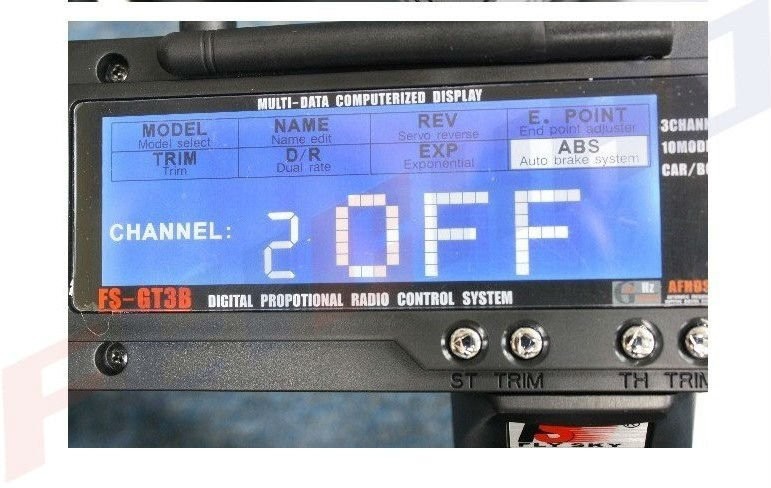 MULTI-DATA COMPUTERIZED DISPLAY
MODEL NAME REV E. POINT
Model select Name edit Servo reverse End point adjuster
TRIM D/R EXP ABS
Trim Dual rate Exponential Auto brake system
3CHANN
10MODE
CAR/BO
CHANNEL: 2 OFF
FS-GT3B DIGITAL PROPOTIONAL RADIO CONTROL SYSTEM
Hz AFHDS
ST TRIM TH TRIM
FS
FLY SKY